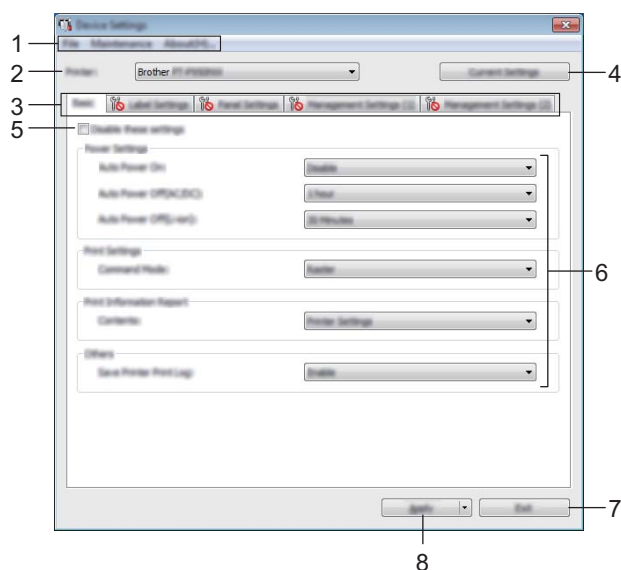 Device Settings
1 File Maintenance About(H)...
2 Printer: Brother Current Settings 4
3 Basic Label Settings Panel Settings Management Settings (1) Management Settings (2)
5 Disable these settings
Power Settings
Auto Power On: Disable
Auto Power Off(AC/DC): 1 hour
Auto Power Off(Li-ion): 30 Minutes
Print Settings
Command Mode: Raster
6
Print Information Report
Contents: Printer Settings
Others
Save Printer Print Log: Enable
Apply Exit 7
8